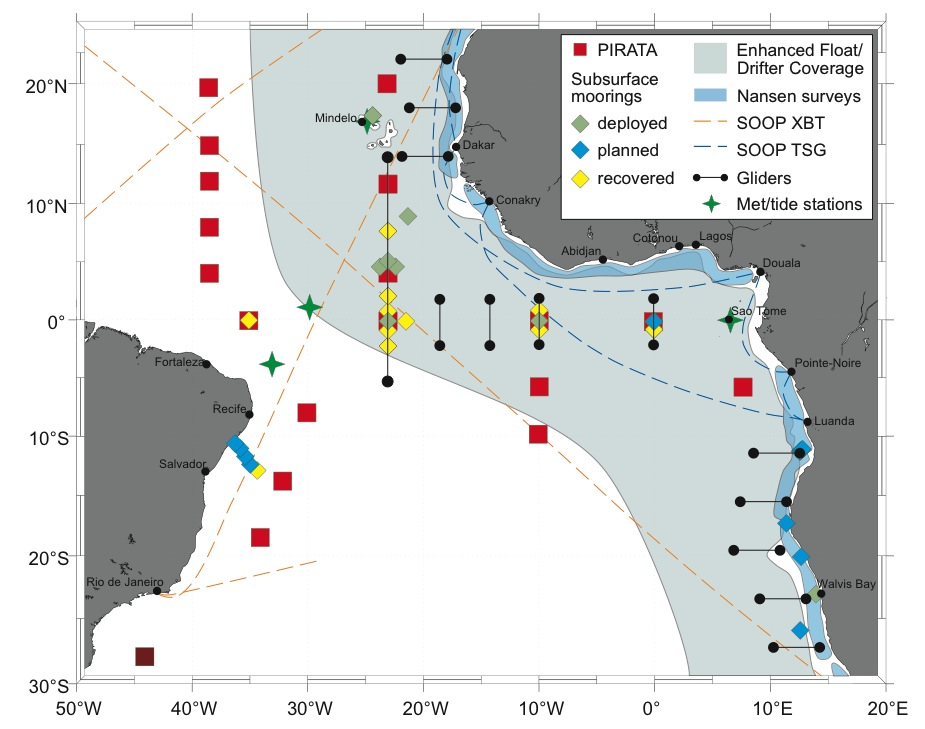 PIRATA
Subsurface
moorings
deployed
planned
recovered
Enhanced Float/
Drifter Coverage
Nansen surveys
SOOP XBT
SOOP TSG
Gliders
Met/tide stations
20°N
10°N
0°
10°S
20°S
30°S
50°W
40°W
30°W
20°W
10°W
0°
10°E
20°E
Mindelo
Dakar
Conakry
Abidjan
Cotonou
Lagos
Douala
Sao Tome
Pointe-Noire
Luanda
Walvis Bay
Fortaleza
Recife
Salvador
Rio de Janeiro